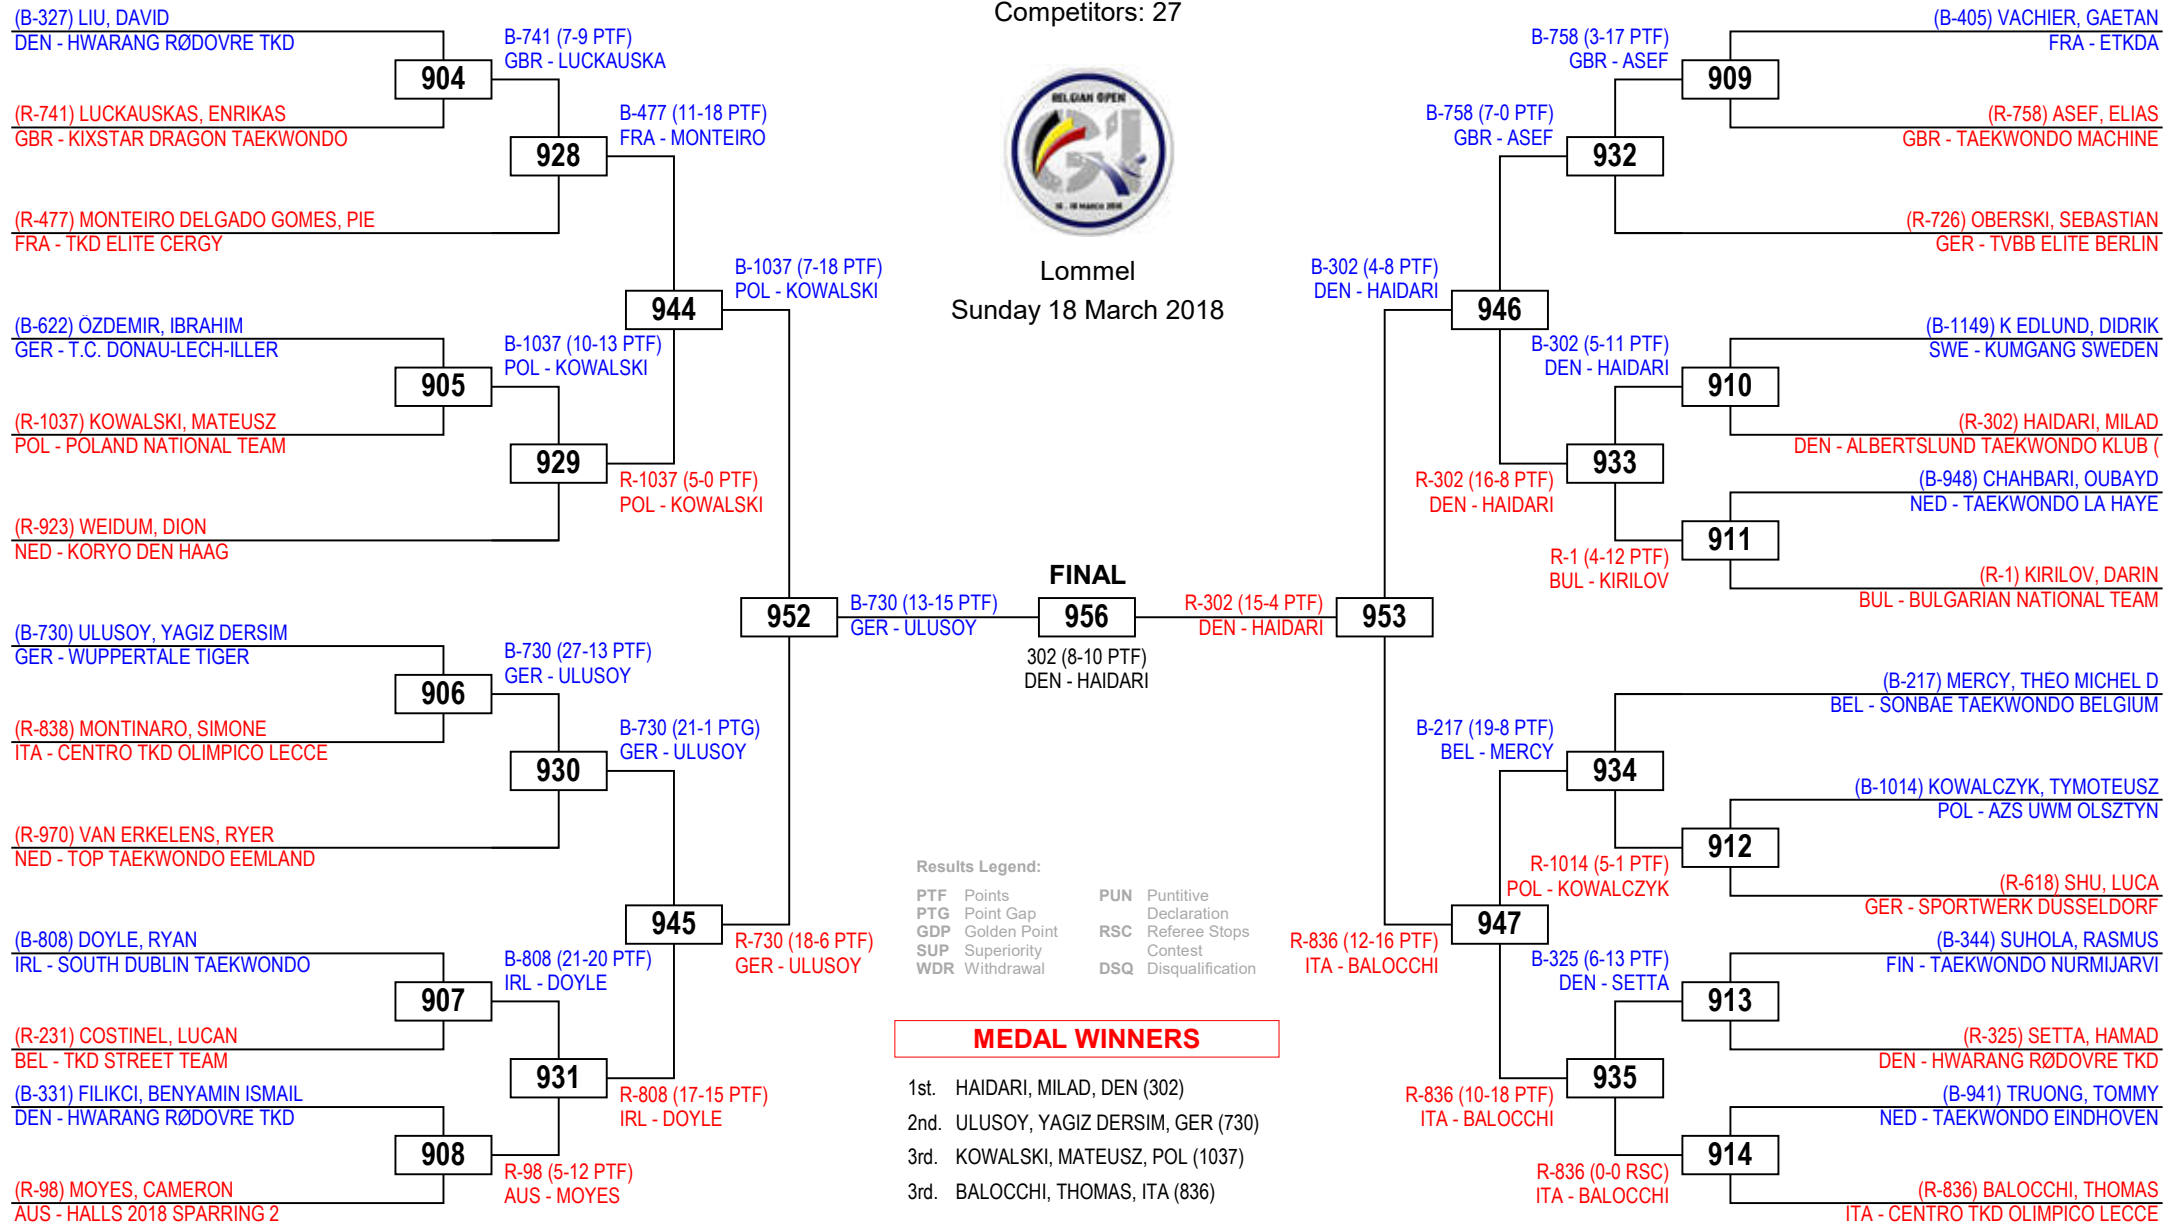 Competitors: 27
BELGIAN OPEN
Lommel
Sunday 18 March 2018
(B-327) LIU, DAVID
DEN - HWARANG RØDOVRE TKD
904
(R-741) LUCKAUSKAS, ENRIKAS
GBR - KIXSTAR DRAGON TAEKWONDO
B-741 (7-9 PTF)
GBR - LUCKAUSKA
928
(R-477) MONTEIRO DELGADO GOMES, PIE
FRA - TKD ELITE CERGY
B-477 (11-18 PTF)
FRA - MONTEIRO
944
(B-622) ÖZDEMIR, IBRAHIM
GER - T.C. DONAU-LECH-ILLER
905
(R-1037) KOWALSKI, MATEUSZ
POL - POLAND NATIONAL TEAM
B-1037 (10-13 PTF)
POL - KOWALSKI
929
(R-923) WEIDUM, DION
NED - KORYO DEN HAAG
R-1037 (5-0 PTF)
POL - KOWALSKI
B-1037 (7-18 PTF)
POL - KOWALSKI
952
(B-730) ULUSOY, YAGIZ DERSIM
GER - WUPPERTALE TIGER
906
(R-838) MONTINARO, SIMONE
ITA - CENTRO TKD OLIMPICO LECCE
B-730 (27-13 PTF)
GER - ULUSOY
930
(R-970) VAN ERKELENS, RYER
NED - TOP TAEKWONDO EEMLAND
B-730 (21-1 PTG)
GER - ULUSOY
945
(B-808) DOYLE, RYAN
IRL - SOUTH DUBLIN TAEKWONDO
907
(R-231) COSTINEL, LUCAN
BEL - TKD STREET TEAM
B-808 (21-20 PTF)
IRL - DOYLE
931
(B-331) FILIKCI, BENYAMIN ISMAIL
DEN - HWARANG RØDOVRE TKD
908
(R-98) MOYES, CAMERON
AUS - HALLS 2018 SPARRING 2
R-98 (5-12 PTF)
AUS - MOYES
R-808 (17-15 PTF)
IRL - DOYLE
R-730 (18-6 PTF)
GER - ULUSOY
B-730 (13-15 PTF)
GER - ULUSOY
FINAL
956
302 (8-10 PTF)
DEN - HAIDARI
R-302 (15-4 PTF)
DEN - HAIDARI
953
(B-405) VACHIER, GAETAN
FRA - ETKDA
909
(R-758) ASEF, ELIAS
GBR - TAEKWONDO MACHINE
B-758 (3-17 PTF)
GBR - ASEF
932
(R-726) OBERSKI, SEBASTIAN
GER - TVBB ELITE BERLIN
B-758 (7-0 PTF)
GBR - ASEF
946
B-302 (4-8 PTF)
DEN - HAIDARI
(B-1149) K EDLUND, DIDRIK
SWE - KUMGANG SWEDEN
910
(R-302) HAIDARI, MILAD
DEN - ALBERTSLUND TAEKWONDO KLUB (
B-302 (5-11 PTF)
DEN - HAIDARI
933
R-302 (16-8 PTF)
DEN - HAIDARI
(B-948) CHAHBARI, OUBAYD
NED - TAEKWONDO LA HAYE
911
(R-1) KIRILOV, DARIN
BUL - BULGARIAN NATIONAL TEAM
R-1 (4-12 PTF)
BUL - KIRILOV
(B-217) MERCY, THÉO MICHEL D
BEL - SONBAE TAEKWONDO BELGIUM
B-217 (19-8 PTF)
BEL - MERCY
934
(B-1014) KOWALCZYK, TYMOTEUSZ
POL - AZS UWM OLSZTYN
912
(R-618) SHU, LUCA
GER - SPORTWERK DÜSSELDORF
R-1014 (5-1 PTF)
POL - KOWALCZYK
947
R-836 (12-16 PTF)
ITA - BALOCCHI
(B-344) SUHOLA, RASMUS
FIN - TAEKWONDO NURMIJARVI
913
(R-325) SETTA, HAMAD
DEN - HWARANG RØDOVRE TKD
B-325 (6-13 PTF)
DEN - SETTA
935
R-836 (10-18 PTF)
ITA - BALOCCHI
(B-941) TRUONG, TOMMY
NED - TAEKWONDO EINDHOVEN
914
(R-836) BALOCCHI, THOMAS
ITA - CENTRO TKD OLIMPICO LECCE
R-836 (0-0 RSC)
ITA - BALOCCHI
Results Legend:
PTF Points
PTG Point Gap
GDP Golden Point
SUP Superiority
WDR Withdrawal
PUN Puntitive
Declaration
RSC Referee Stops
Contest
DSQ Disqualification
MEDAL WINNERS
1st. HAIDARI, MILAD, DEN (302)
2nd. ULUSOY, YAGIZ DERSIM, GER (730)
3rd. KOWALSKI, MATEUSZ, POL (1037)
3rd. BALOCCHI, THOMAS, ITA (836)